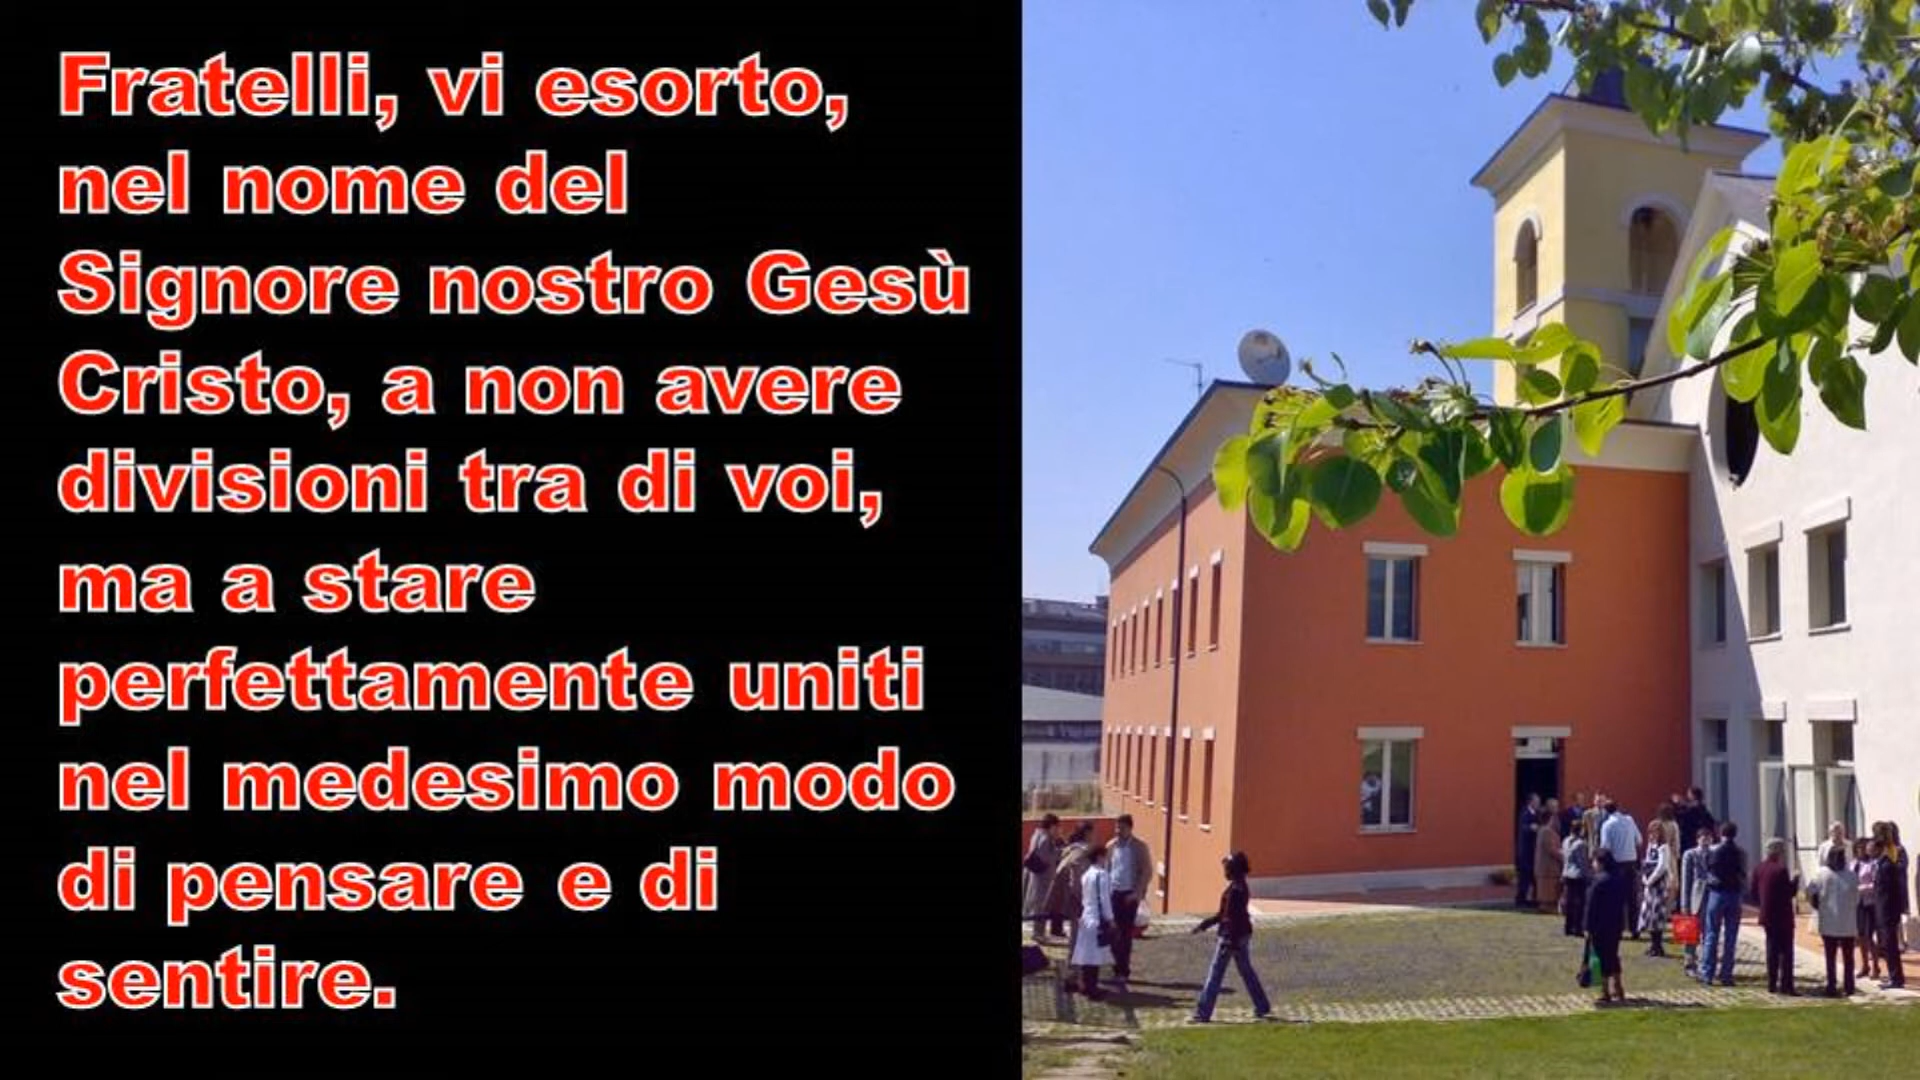 Fratelli, vi esorto,
nel nome del
Signore nostro Gesù
Cristo, a non avere
divisioni tra di voi,
ma a stare
perfettamente uniti
nel medesimo modo
di pensare e di
sentire.